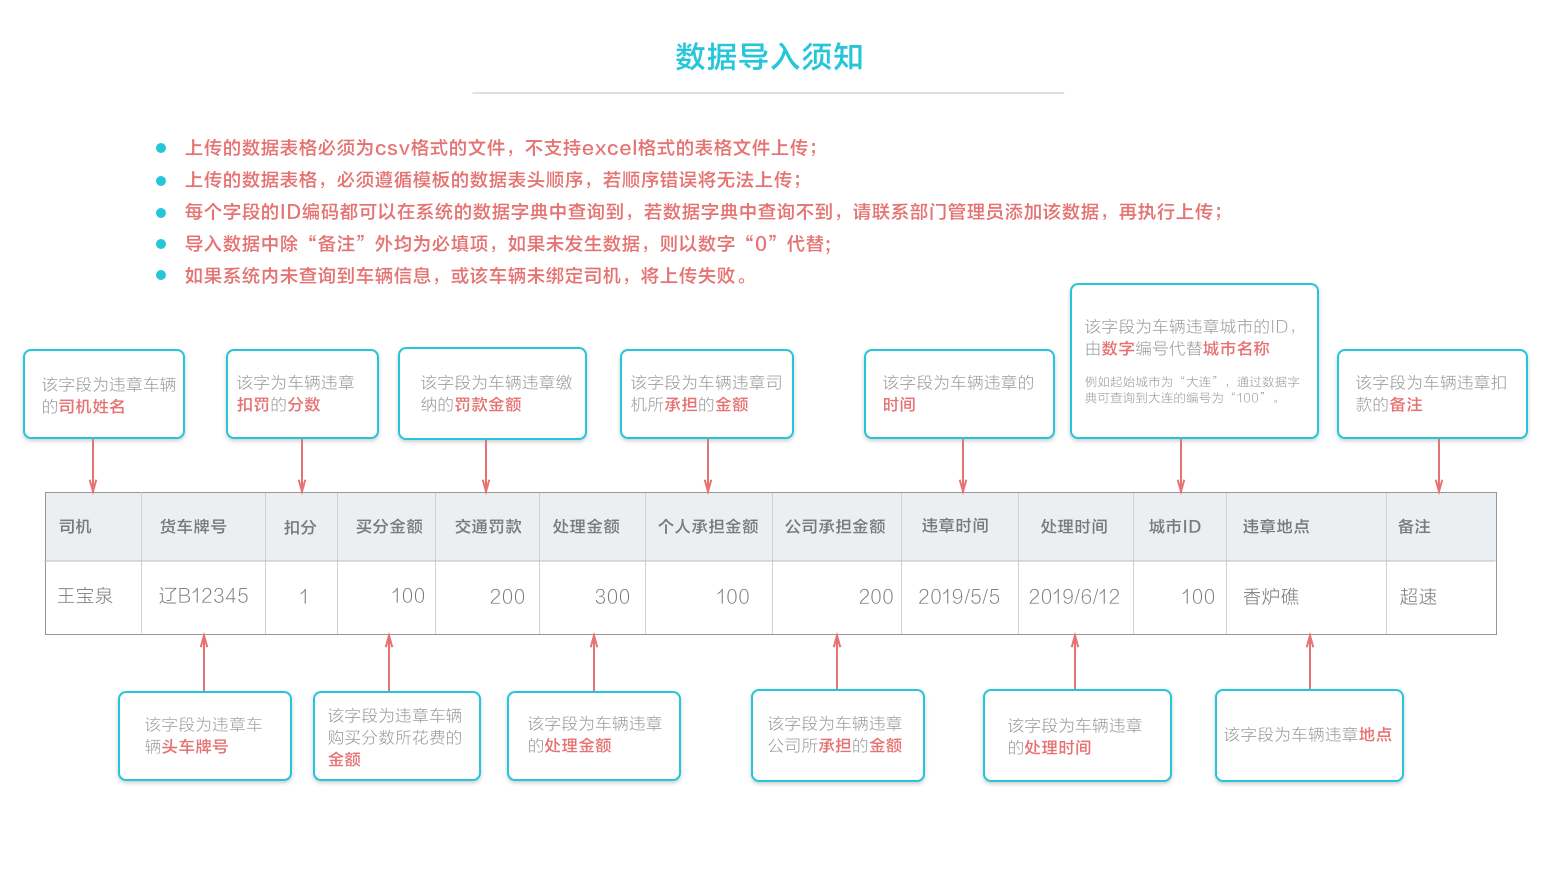 数据导入须知
上传的数据表格必须为csv格式的文件，不支持excel格式的表格文件上传；
上传的数据表格，必须遵循模板的数据表头顺序，若顺序错误将无法上传；
每个字段的ID编码都可以在系统的数据字典中查询到，若数据字典中查询不到，请联系部门管理员添加该数据，再执行上传；
导入数据中除“备注”外均为必填项，如果未发生数据，则以数字“0”代替；
如果系统内未查询到车辆信息，或该车辆未绑定司机，将上传失败。
该字段为违章车辆
的司机姓名
该字为车辆违章
扣罚的分数
该字段为车辆违章缴
纳的罚款金额
该字段为车辆违章司
机所承担的金额
该字段为车辆违章的
时间
该字段为车辆违章城市的ID，
由数字编号代替城市名称
例如起始城市为“大连”，通过数据字
典可查询到大连的编号为“100”。
该字段为车辆违章扣
款的备注
司机 货车牌号 扣分 买分金额 交通罚款 处理金额 个人承担金额 公司承担金额 违章时间 处理时间 城市ID 违章地点 备注
王宝泉 辽B12345 1 100 200 300 100 200 2019/5/5 2019/6/12 100 香炉礁 超速
该字段为违章车
辆头车牌号
该字段为违章车辆
购买分数所花费的
金额
该字段为车辆违章
的处理金额
该字段为车辆违章
公司所承担的金额
该字段为车辆违章
的处理时间
该字段为车辆违章地点